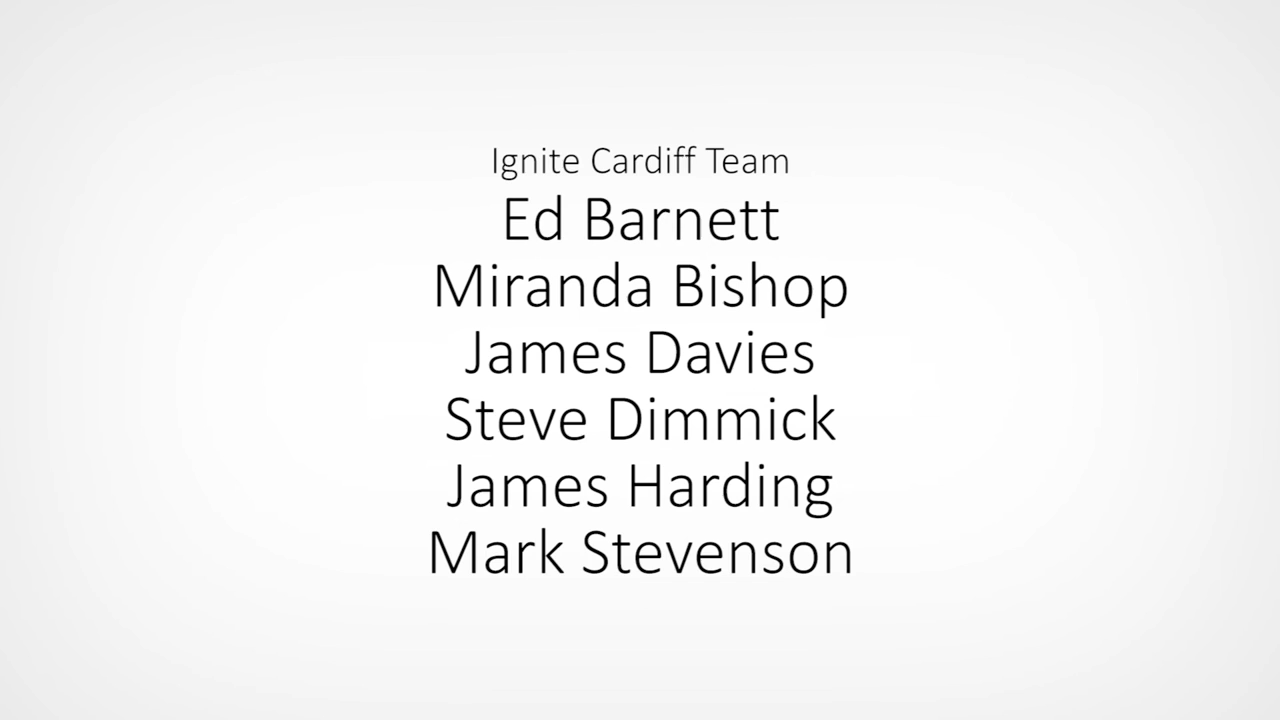 Ignite Cardiff Team
Ed Barnett
Miranda Bishop
James Davies
Steve Dimmick
James Harding
Mark Stevenson